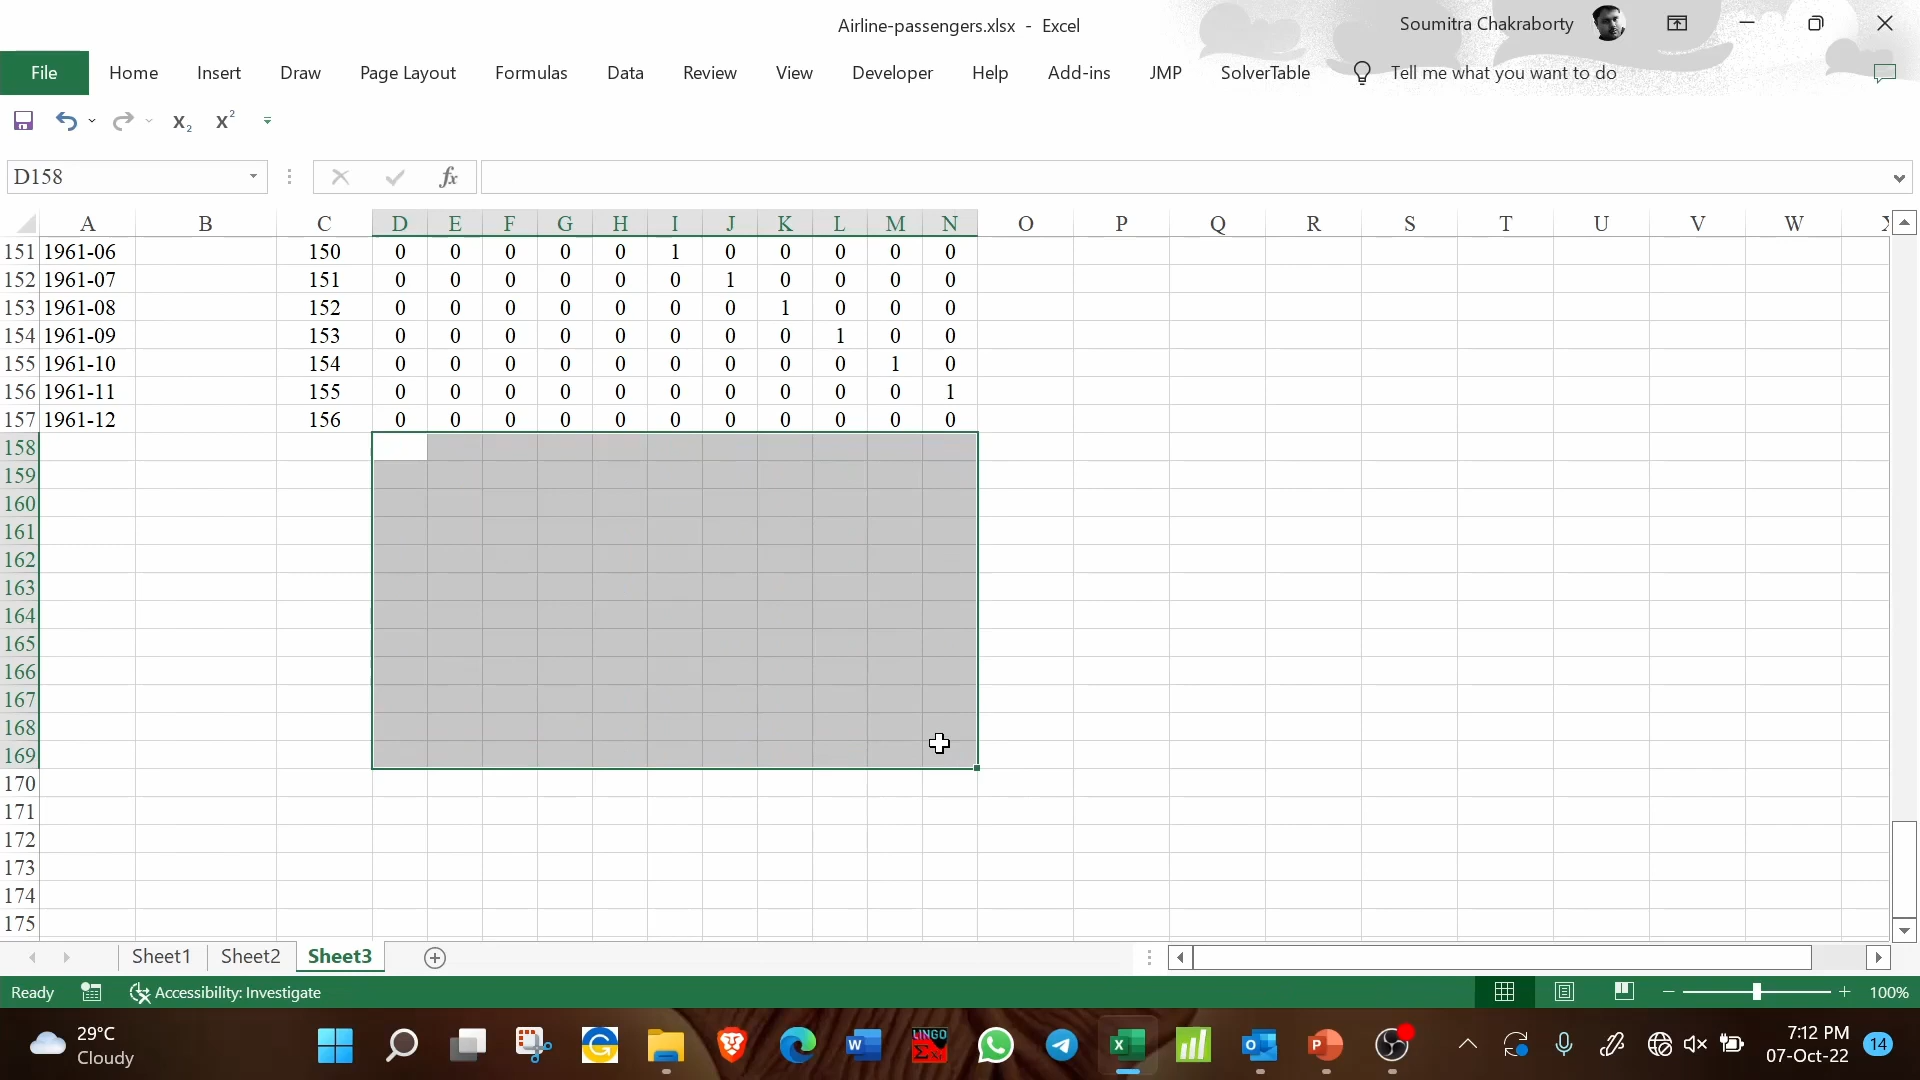 Airline-passengers.xlsx - Excel
Soumitra Chakraborty
File Home Insert Draw Page Layout Formulas Data Review View Developer Help Add-ins JMP SolverTable Tell me what you want to do
X₂ X²
D158 fx
A B C D E F G H I J K L M N O P Q R S T U V W
151 1961-06 150 0 0 0 0 0 1 0 0 0 0 0
152 1961-07 151 0 0 0 0 0 0 1 0 0 0 0
153 1961-08 152 0 0 0 0 0 0 0 1 0 0 0
154 1961-09 153 0 0 0 0 0 0 0 0 1 0 0
155 1961-10 154 0 0 0 0 0 0 0 0 0 1 0
156 1961-11 155 0 0 0 0 0 0 0 0 0 0 1
157 1961-12 156 0 0 0 0 0 0 0 0 0 0 0
158
159
160
161
162
163
164
165
166
167
168
169
170
171
172
173
174
175
Sheet1 Sheet2 Sheet3
Ready Accessibility: Investigate 100%
29°C
Cloudy
LINGO
7:12 PM
07-Oct-22
14